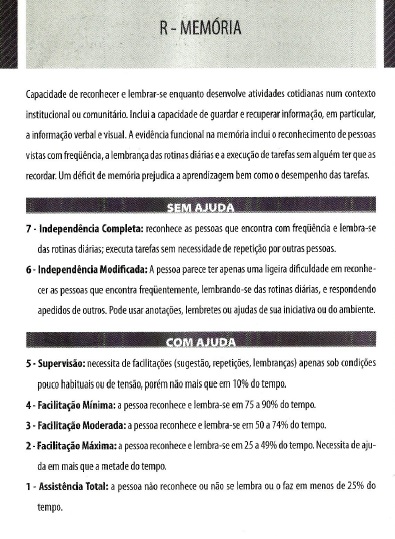 R - MEMÓRIA
Capacidade de reconhecer e lembrar-se enquanto desenvolve atividades cotidianas num contexto
institucional ou comunitário. Inclui a capacidade de guardar e recuperar informação, em particular,
a informação verbal e visual. A evidência funcional na memória inclui o reconhecimento de pessoas
vistas com freqüência, a lembrança das rotinas diárias e a execução de tarefas sem alguém ter que as
recordar. Um déficit de memória prejudica a aprendizagem bem como o desempenho das tarefas.
SEM AJUDA
7 - Independência Completa: reconhece as pessoas que encontra com freqüência e lembra-se
das rotinas diárias; executa tarefas sem necessidade de repetição por outras pessoas.
6 - Independência Modificada: A pessoa parece ter apenas uma ligeira dificuldade em reconhe-
cer as pessoas que encontra freqüentemente, lembrando-se das rotinas diárias, e respondendo
apedidos de outros. Pode usar anotações, lembretes ou ajudas de sua iniciativa ou do ambiente.
COM AJUDA
5 - Supervisão: necessita de facilitações (sugestão, repetições, lembranças) apenas sob condições
pouco habituais ou de tensão, porém não mais que em 10% do tempo.
4 - Facilitação Mínima: a pessoa reconhece e lembra-se em 75 a 90% do tempo.
3 - Facilitação Moderada: a pessoa reconhece e lembra-se em 50 a 74% do tempo.
2 - Facilitação Máxima: a pessoa reconhece e lembra-se em 25 a 49% do tempo. Necessita de aju-
da em mais que a metade do tempo.
1 - Assistência Total: a pessoa não reconhece ou não se lembra ou o faz em menos de 25% do
tempo.